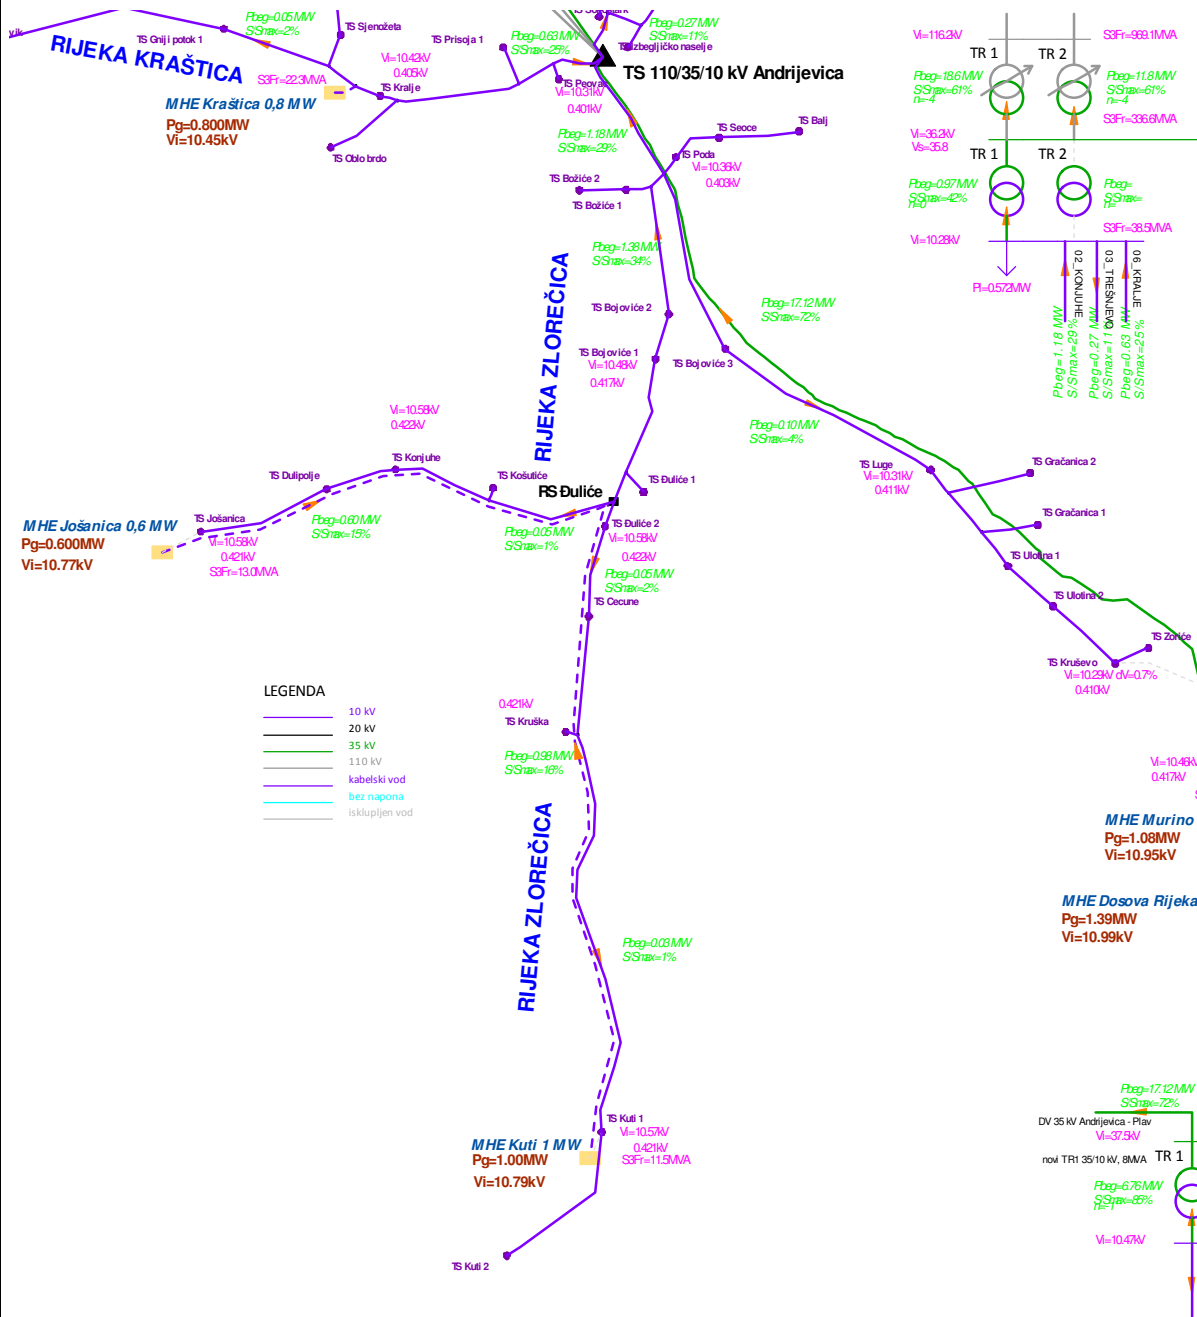 Pbeg=0.05 MW
S/Smax=2%
TS Gnjili potok 1
TS Sjenožeta
RIJEKA KRAŠTICA
S3Fr=22.3MVA
MHE Kraštica 0,8 MW
Pg=0.800MW
Vi=10.45kV
Vi=10.42kV
0.405kV
TS Kralje
TS Oblo brdo
TS Prisoja 1
Pbeg=0.63 MW
S/Smax=25%
Pbeg=0.27 MW
S/Smax=11%
TS Izbegličko naselje
TS 110/35/10 kV Andrijevica
TS Peovac
Vi=10.31kV
0.401kV
Pbeg=1.18 MW
S/Smax=29%
TS Seoce
TS Balj
TS Poda
Vi=10.36kV
0.403kV
TS Božiće 2
TS Božiće 1
Pbeg=1.38 MW
S/Smax=34%
RIJEKA ZLOREČICA
TS Bojoviće 2
TS Bojoviće 1
Vi=10.48kV
0.417kV
TS Bojoviće 3
Pbeg=17.12 MW
S/Smax=72%
Pbeg=0.10 MW
S/Smax=4%
Vi=116.2kV
S3Fr=969.1MVA
TR 1
TR 2
Pbeg=18.6 MW
S/Smax=61%
n=-4
Pbeg=11.8 MW
S/Smax=61%
n=-4
S3Fr=336.6MVA
Vi=36.2kV
Vs=35.8
TR 1
TR 2
Pbeg=0.97 MW
S/Smax=42%
n=0
Pbeg=
S/Smax=
n=
S3Fr=38.5MVA
Vi=10.28kV
Pl=0.572MW
02_KONJUHE
03_TREŠNJEVO
06_KRALJE
Pbeg=1.18 MW
S/Smax=29%
Pbeg=0.27 MW
S/Smax=11%
Pbeg=0.63 MW
S/Smax=25%
Vi=10.58kV
0.422kV
TS Konjuhe
TS Dulipolje
TS Košutiće
RS Đuliće
TS Đuliće 1
TS Jošanica
MHE Jošanica 0,6 MW
Pg=0.600MW
Vi=10.77kV
Vi=10.58kV
0.421kV
S3Fr=13.0MVA
Pbeg=0.60 MW
S/Smax=15%
Pbeg=0.05 MW
S/Smax=1%
TS Đuliće 2
Vi=10.58kV
0.422kV
Pbeg=0.05 MW
S/Smax=2%
TS Cecune
TS Luge
Vi=10.31kV
0.411kV
TS Gračanica 2
TS Gračanica 1
TS Ulotina 1
TS Ulotina 2
TS Zoriće
TS Kruševo
Vi=10.29kV dV=0.7%
0.410kV
LEGENDA
10 kV
20 kV
35 kV
110 kV
kabelski vod
bez napona
isklupljen vod
0.421kV
TS Kruška
Pbeg=0.98 MW
S/Smax=16%
RIJEKA ZLOREČICA
Pbeg=0.03 MW
S/Smax=1%
Vi=10.46kV
0.417kV
MHE Murino
Pg=1.08MW
Vi=10.95kV
MHE Dosova Rijeka
Pg=1.39MW
Vi=10.99kV
TS Kuti 1
Vi=10.57kV
0.421kV
S3Fr=11.5MVA
MHE Kuti 1 MW
Pg=1.00MW
Vi=10.79kV
TS Kuti 2
Pbeg=17.12 MW
S/Smax=72%
DV 35 kV Andrijevica - Plav
Vi=37.5kV
novi TR1 35/10 kV, 8MVA
TR 1
Pbeg=6.76 MW
S/Smax=85%
n=-1
Vi=10.47kV